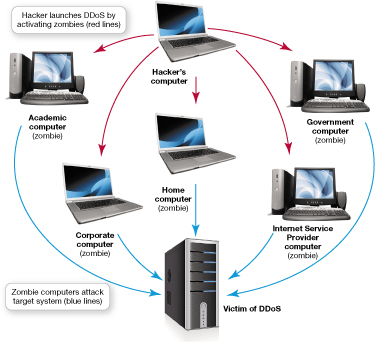 Hacker launches DDoS by
activating zombies (red lines)
Hacker's
computer
Academic
computer
(zombie)
Government
computer
(zombie)
Home
computer
(zombie)
Corporate
computer
(zombie)
Internet Service
Provider
computer
(zombie)
Zombie computers attack
target system (blue lines)
Victim of DDoS